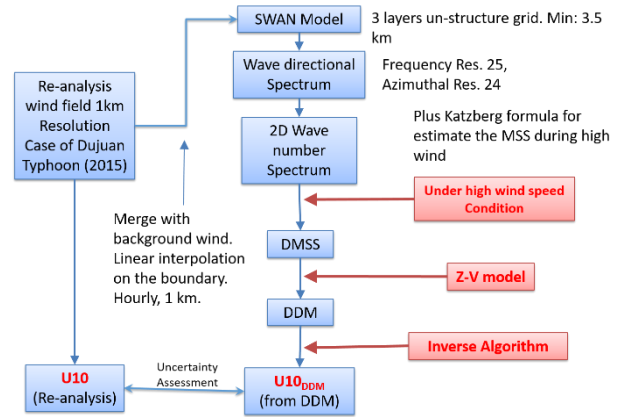 SWAN Model
3 layers un-structure grid. Min: 3.5
km
Wave directional
Spectrum
Frequency Res. 25,
Azimuthal Res. 24
Re-analysis
wind field 1km
Resolution
Case of Dujuan
Typhoon (2015)
2D Wave
number
Spectrum
Plus Katzberg formula for
estimate the MSS during high
wind
Under high wind speed
Condition
Merge with
background wind.
Linear interpolation
on the boundary.
Hourly, 1 km.
DMSS
Z-V model
DDM
Inverse Algorithm
U10
(Re-analysis)
Uncertainty
Assessment
U10DDM
(from DDM)